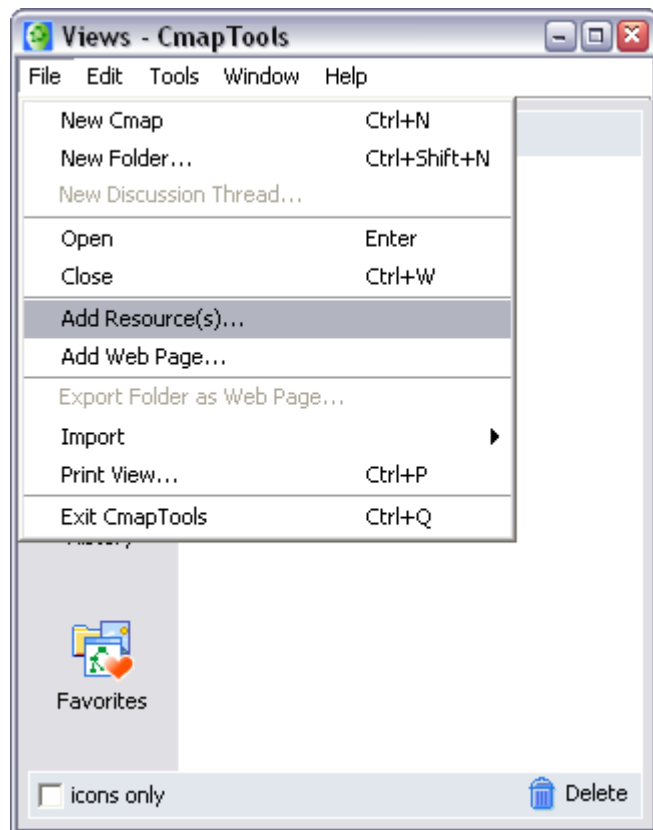 Views - CmapTools
File Edit Tools Window Help
New Cmap Ctrl+N
New Folder... Ctrl+Shift+N
New Discussion Thread...
Open Enter
Close Ctrl+W
Add Resource(s)...
Add Web Page...
Export Folder as Web Page...
Import
Print View... Ctrl+P
Exit CmapTools Ctrl+Q
Favorites
icons only Delete